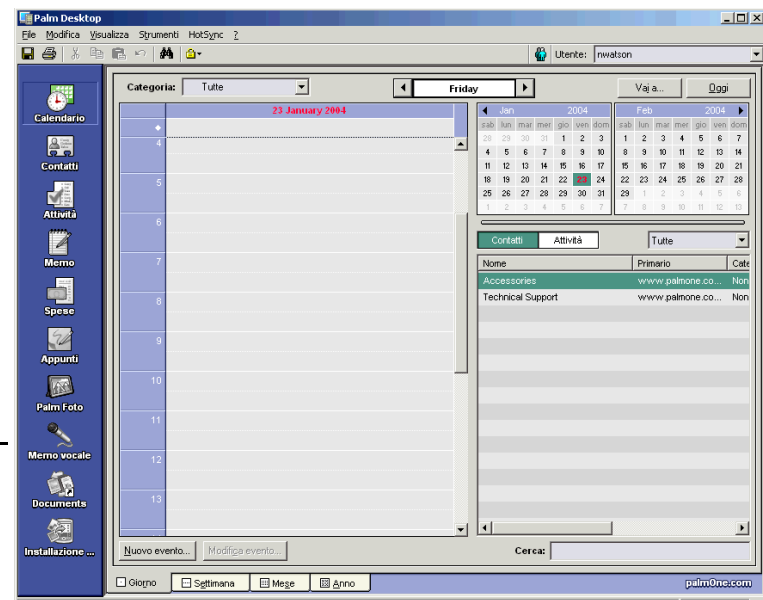 Palm Desktop
File Modifica Visualizza Strumenti HotSync ?
Utente: nwatson
Calendario
Contatti
Attività
Memo
Spese
Appunti
Palm Foto
Memo vocale
Documents
Installazione ...
Categoria: Tutte Friday Vai a... Oggi
23 January 2004
4
5
6
7
8
9
10
11
12
13
Nuovo evento... Modifica evento...
Giorno Settimana Mese Anno
Jan 2004
sab lun mar mer gio ven dom
28 29 30 31 1 2 3
4 5 6 7 8 9 10
11 12 13 14 15 16 17
18 19 20 21 22 23 24
25 26 27 28 29 30 31
1 2 3 4 5 6 7
Feb 2004
sab lun mar mer gio ven dom
1 2 3 4 5 6 7
8 9 10 11 12 13 14
15 16 17 18 19 20 21
22 23 24 25 26 27 28
29 1 2 3 4 5 6
7 8 9 10 11 12 13
Contatti Attività Tutte
Nome Primario Cate
Accessories www.palmone.co... Non
Technical Support www.palmone.co... Non
Cerca:
palmOne.com